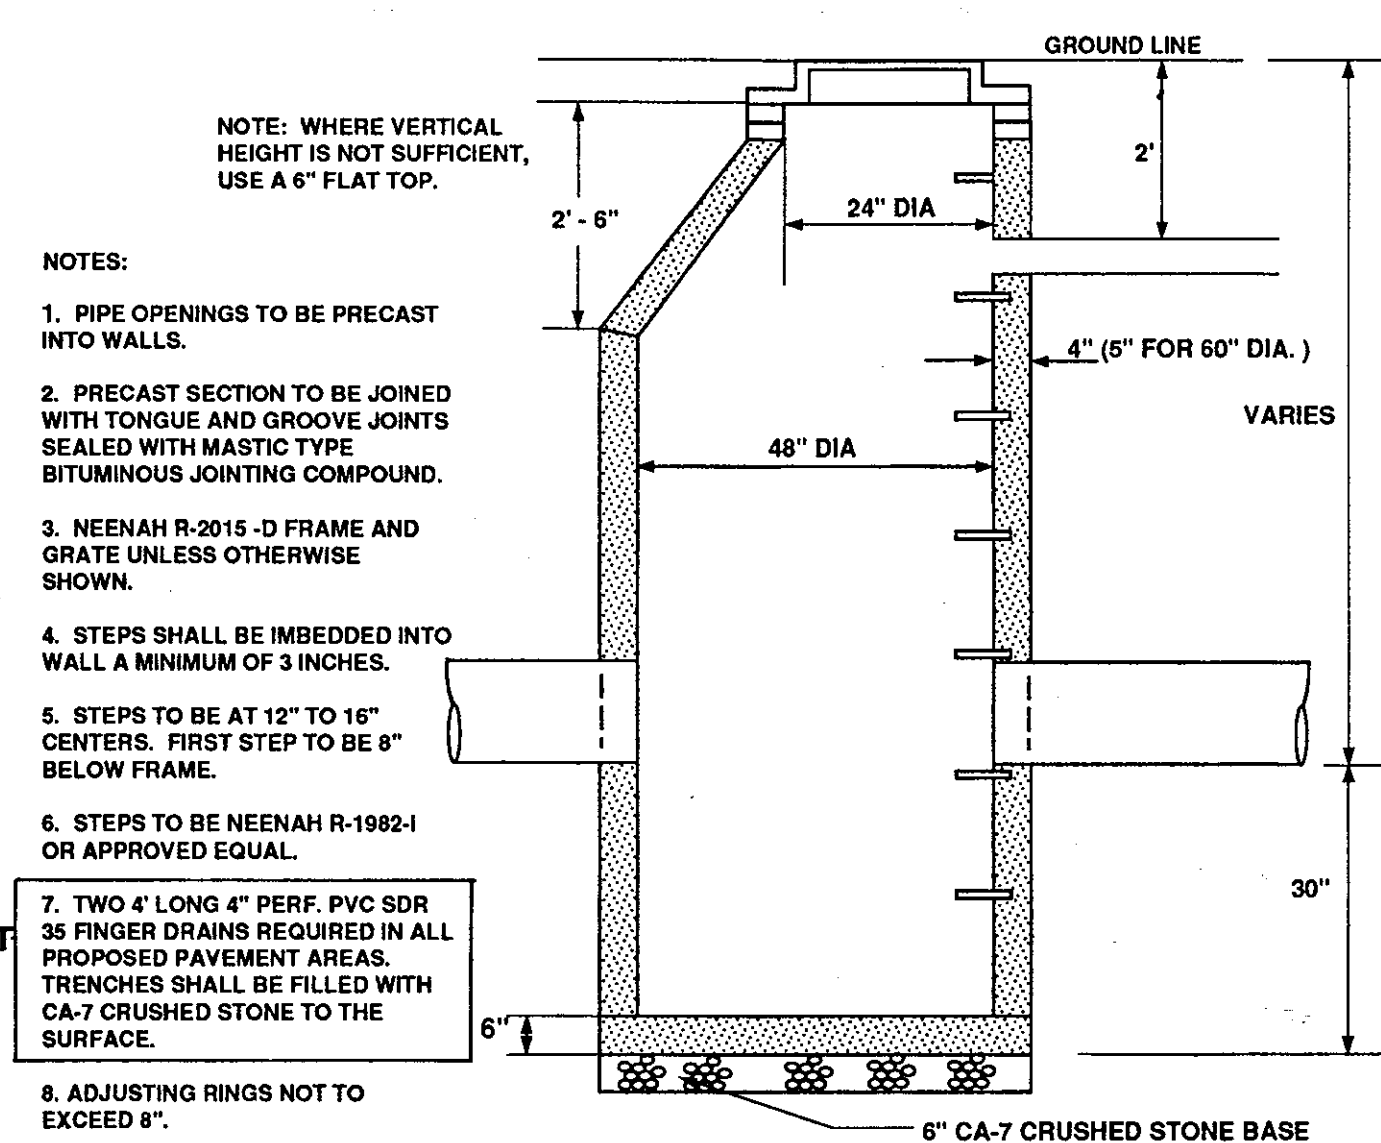 GROUND LINE
NOTE: WHERE VERTICAL
HEIGHT IS NOT SUFFICIENT,
USE A 6" FLAT TOP.
2'
2' - 6"
24" DIA
NOTES:
1. PIPE OPENINGS TO BE PRECAST
INTO WALLS.
4" (5" FOR 60" DIA. )
2. PRECAST SECTION TO BE JOINED
WITH TONGUE AND GROOVE JOINTS
SEALED WITH MASTIC TYPE
BITUMINOUS JOINTING COMPOUND.
VARIES
48" DIA
3. NEENAH R-2015 -D FRAME AND
GRATE UNLESS OTHERWISE
SHOWN.
4. STEPS SHALL BE IMBEDDED INTO
WALL A MINIMUM OF 3 INCHES.
5. STEPS TO BE AT 12" TO 16"
CENTERS. FIRST STEP TO BE 8"
BELOW FRAME.
6. STEPS TO BE NEENAH R-1982-I
OR APPROVED EQUAL.
7. TWO 4' LONG 4" PERF. PVC SDR
35 FINGER DRAINS REQUIRED IN ALL
PROPOSED PAVEMENT AREAS.
TRENCHES SHALL BE FILLED WITH
CA-7 CRUSHED STONE TO THE
SURFACE.
30"
6"
8. ADJUSTING RINGS NOT TO
EXCEED 8".
6" CA-7 CRUSHED STONE BASE